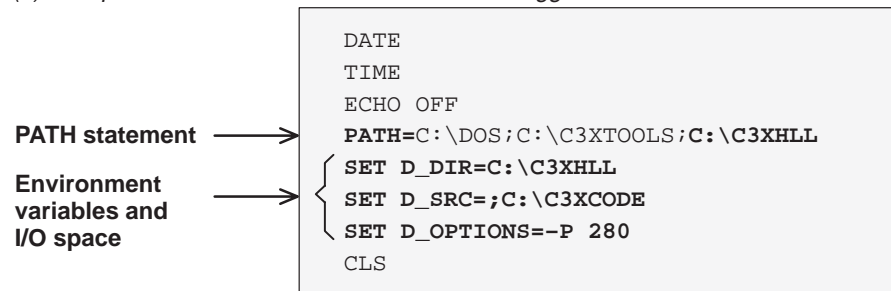 DATE
TIME
ECHO OFF
PATH statement
PATH=C:\DOS;C:\C3XTOOLS;C:\C3XHLL
Environment
variables and
I/O space
SET D_DIR=C:\C3XHLL
SET D_SRC=;C:\C3XCODE
SET D_OPTIONS=–P 280
CLS